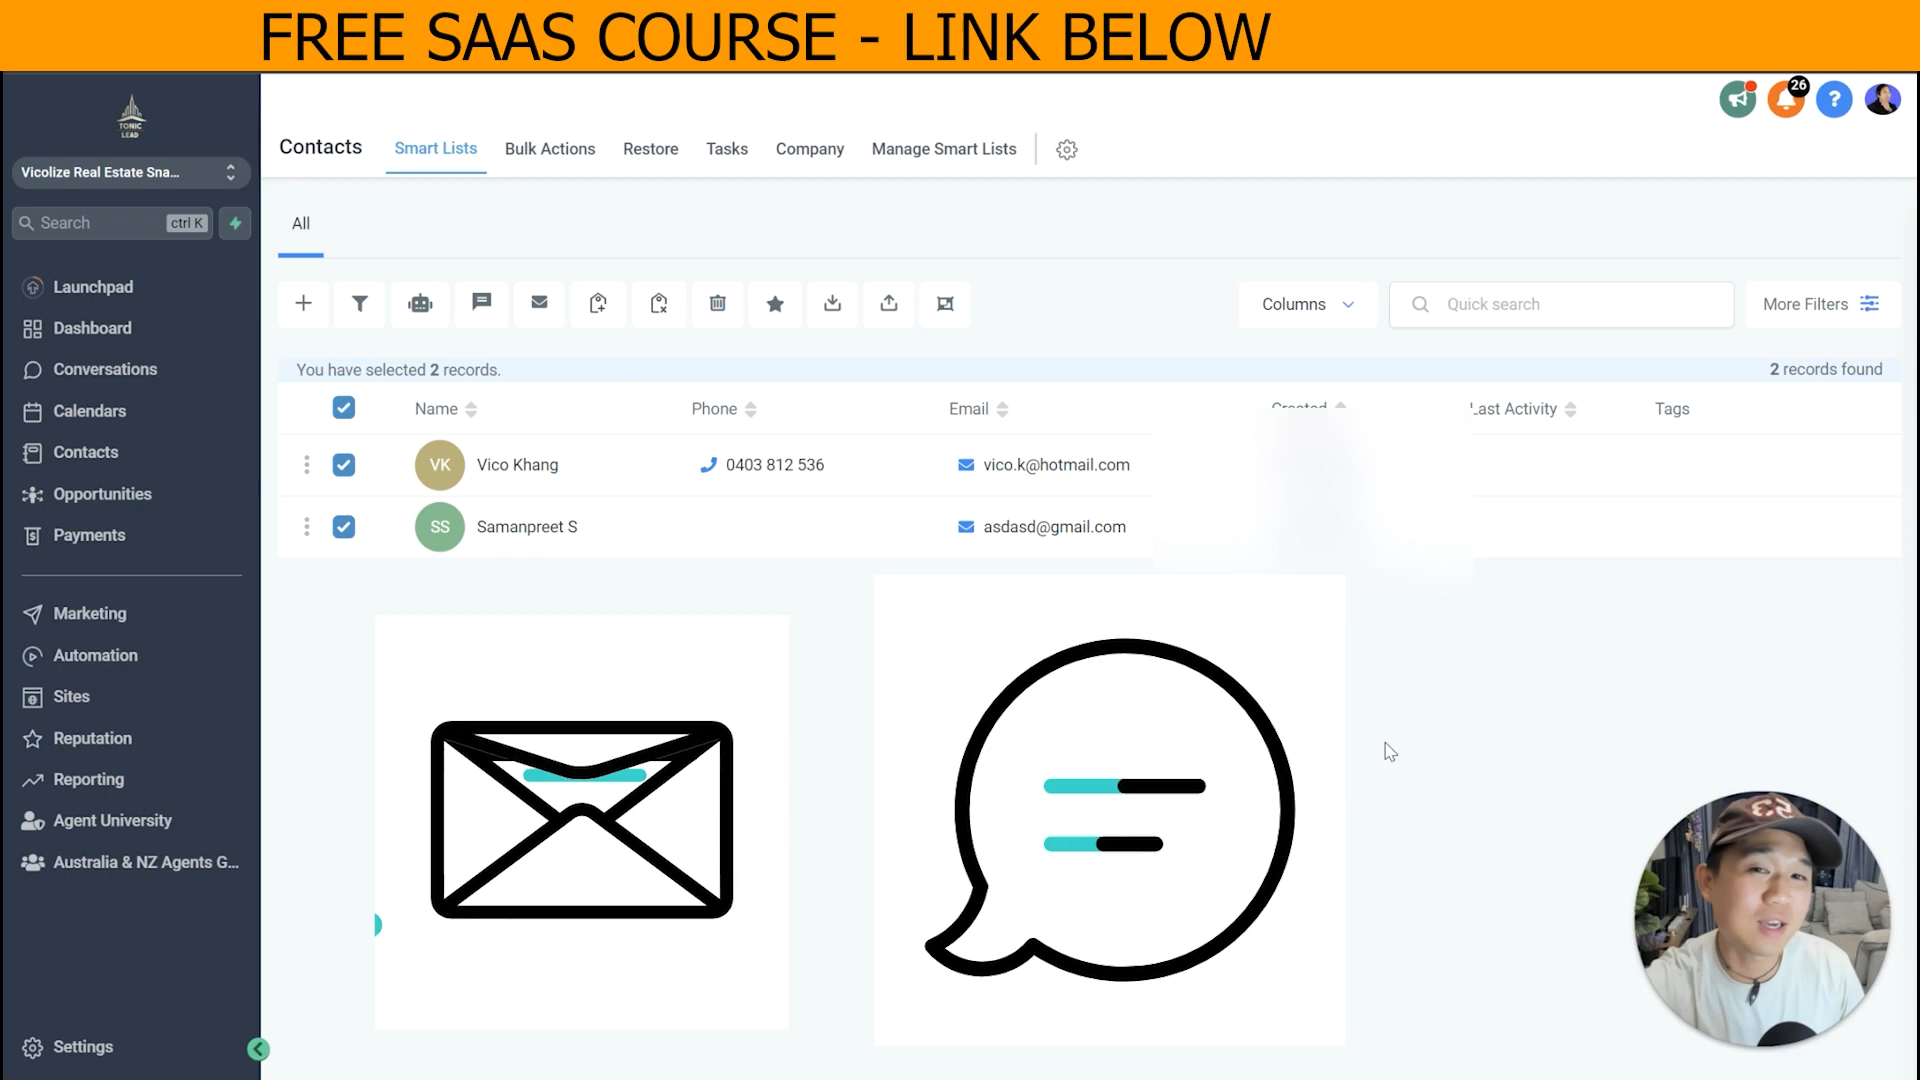 FREE SAAS COURSE - LINK BELOW
TONIC
LEAD
Vicolize Real Estate Sna...
Search
ctrl K
Launchpad
Dashboard
Conversations
Calendars
Contacts
Opportunities
Payments
Marketing
Automation
Sites
Reputation
Reporting
Agent University
Australia & NZ Agents G...
Settings
26
?
Contacts
Smart Lists
Bulk Actions
Restore
Tasks
Company
Manage Smart Lists
All
Columns
Quick search
More Filters
You have selected 2 records.
2 records found
Name
Phone
Email
Created
Last Activity
Tags
VK
Vico Khang
0403 812 536
vico.k@hotmail.com
SS
Samanpreet S
asdasd@gmail.com